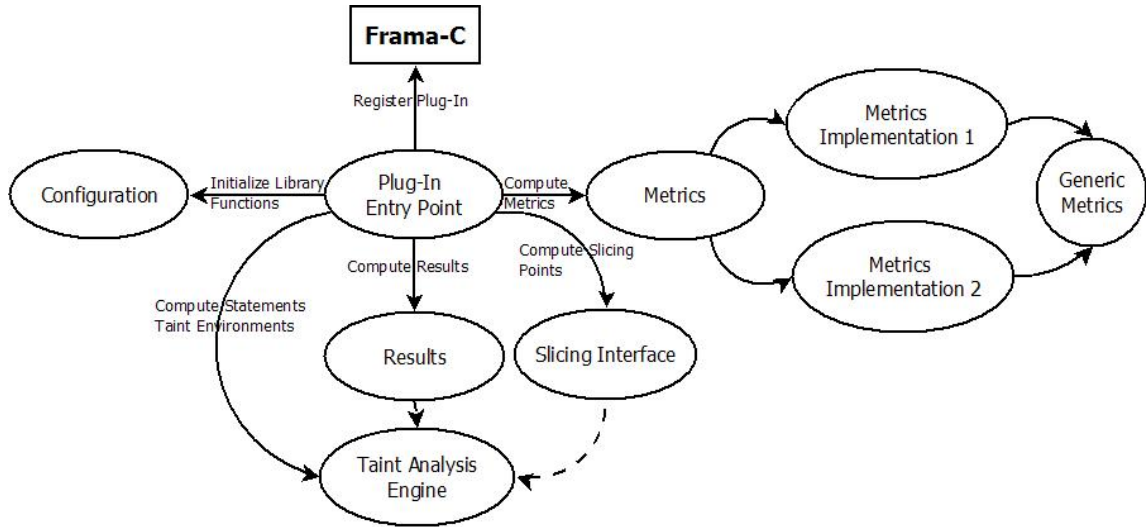 Frama-C
Register Plug-In
Metrics
Implementation 1
Configuration
Initialize Library
Functions
Plug-In
Entry Point
Compute
Metrics
Metrics
Generic
Metrics
Compute Results
Compute Slicing
Points
Metrics
Implementation 2
Compute Statements
Taint Environments
Results
Slicing Interface
Taint Analysis
Engine